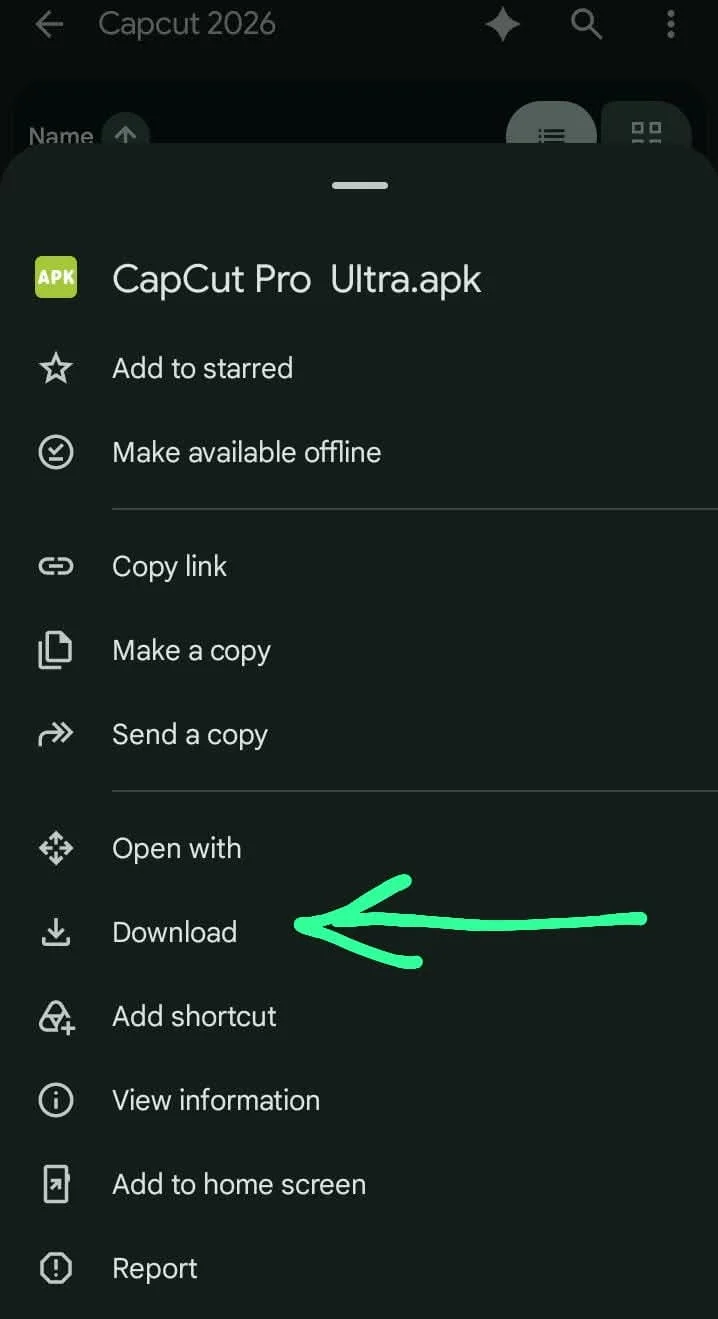 Capcut 2026
Name
APK
CapCut Pro  Ultra.apk
Add to starred
Make available offline
Copy link
Make a copy
Send a copy
Open with
Download
Add shortcut
View information
Add to home screen
Report